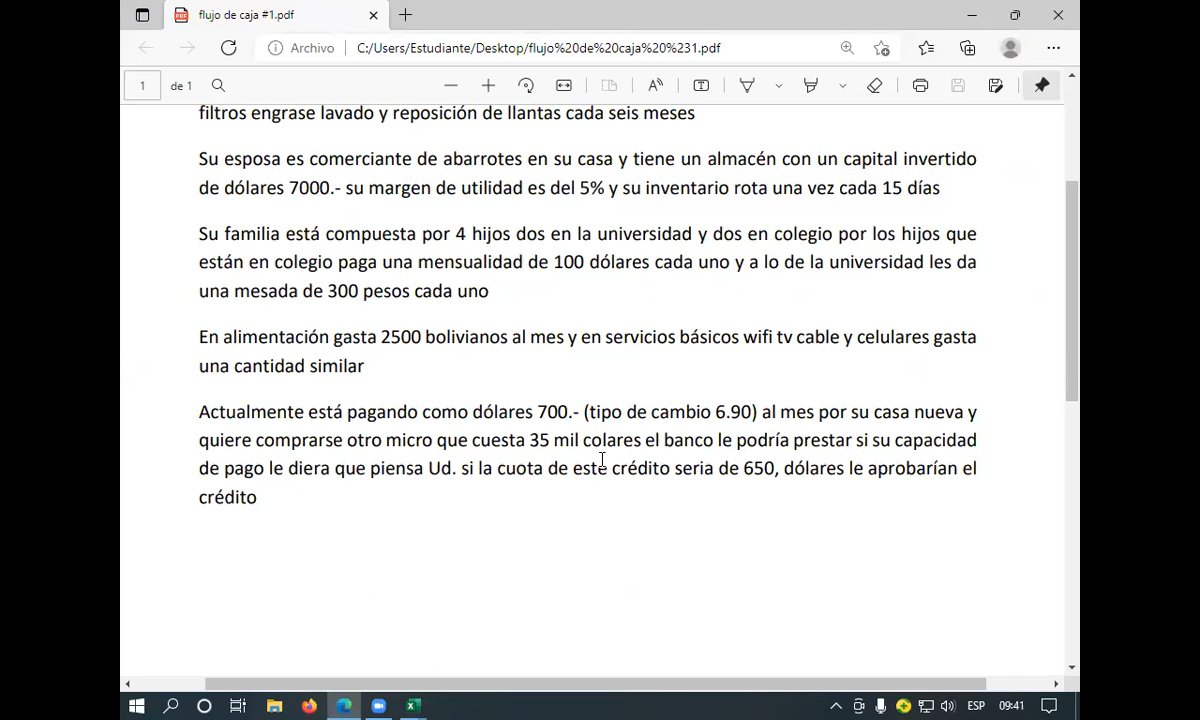 flujo de caja #1.pdf
Archivo
C:/Users/Estudiante/Desktop/flujo%20de%20caja%20%231.pdf
1 de 1
filtros engrase lavado y reposición de llantas cada seis meses
Su esposa es comerciante de abarrotes en su casa y tiene un almacén con un capital invertido
de dólares 7000.- su margen de utilidad es del 5% y su inventario rota una vez cada 15 días
Su familia está compuesta por 4 hijos dos en la universidad y dos en colegio por los hijos que
están en colegio paga una mensualidad de 100 dólares cada uno y a lo de la universidad les da
una mesada de 300 pesos cada uno
En alimentación gasta 2500 bolivianos al mes y en servicios básicos wifi tv cable y celulares gasta
una cantidad similar
Actualmente está pagando como dólares 700.- (tipo de cambio 6.90) al mes por su casa nueva y
quiere comprarse otro micro que cuesta 35 mil colares el banco le podría prestar si su capacidad
de pago le diera que piensa Ud. si la cuota de este crédito seria de 650, dólares le aprobarían el
crédito
ESP 09:41